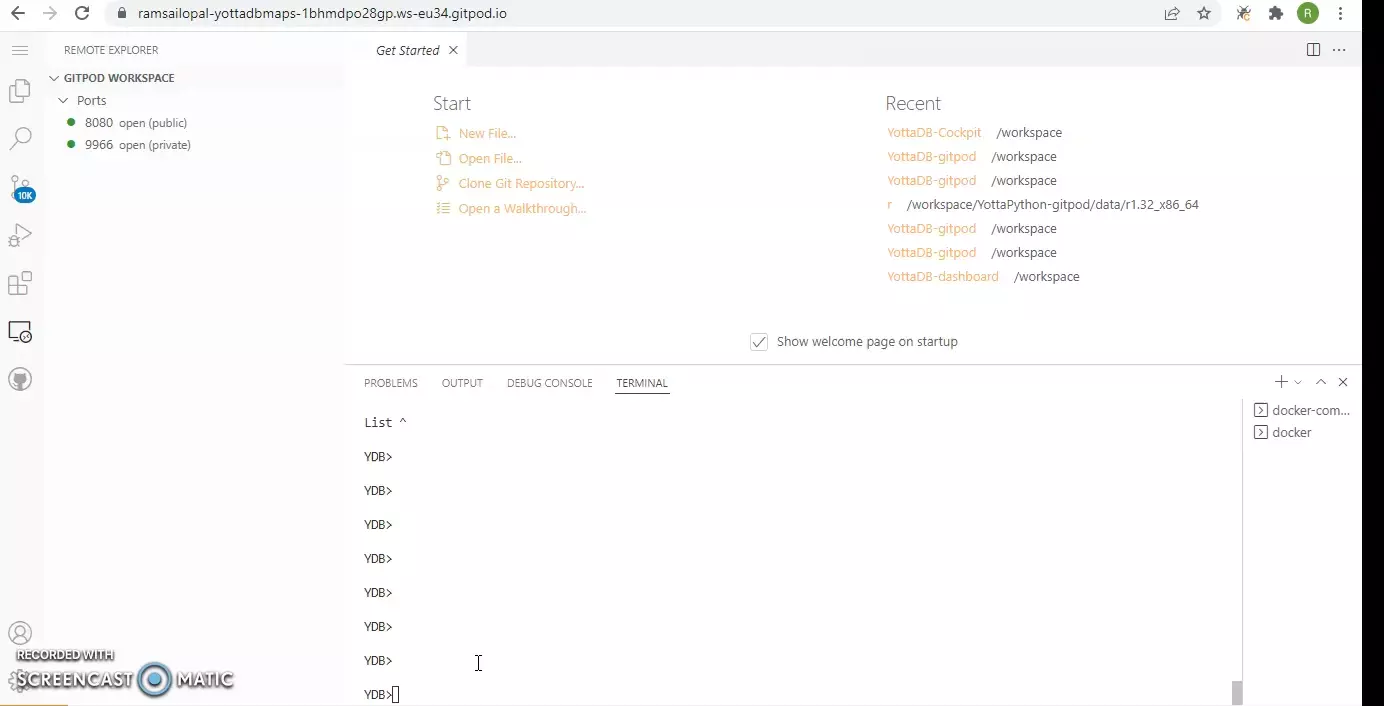 ramsailopal-yottadbmaps-1bhmdpo28gp.ws-eu34.gitpod.io
R
REMOTE EXPLORER
Get Started
GITPOD WORKSPACE
Ports
8080 open (public)
9966 open (private)
10K
Start
New File...
Open File...
Clone Git Repository...
Open a Walkthrough...
Recent
YottaDB-Cockpit /workspace
YottaDB-gitpod /workspace
YottaDB-gitpod /workspace
r /workspace/YottaPython-gitpod/data/r1.32_x86_64
YottaDB-gitpod /workspace
YottaDB-gitpod /workspace
YottaDB-dashboard /workspace
Show welcome page on startup
PROBLEMS OUTPUT DEBUG CONSOLE TERMINAL
List ^
YDB>
YDB>
YDB>
YDB>
YDB>
YDB>
YDB>
YDB>
docker-com...
docker
RECORDED WITH
SCREENCAST MATIC